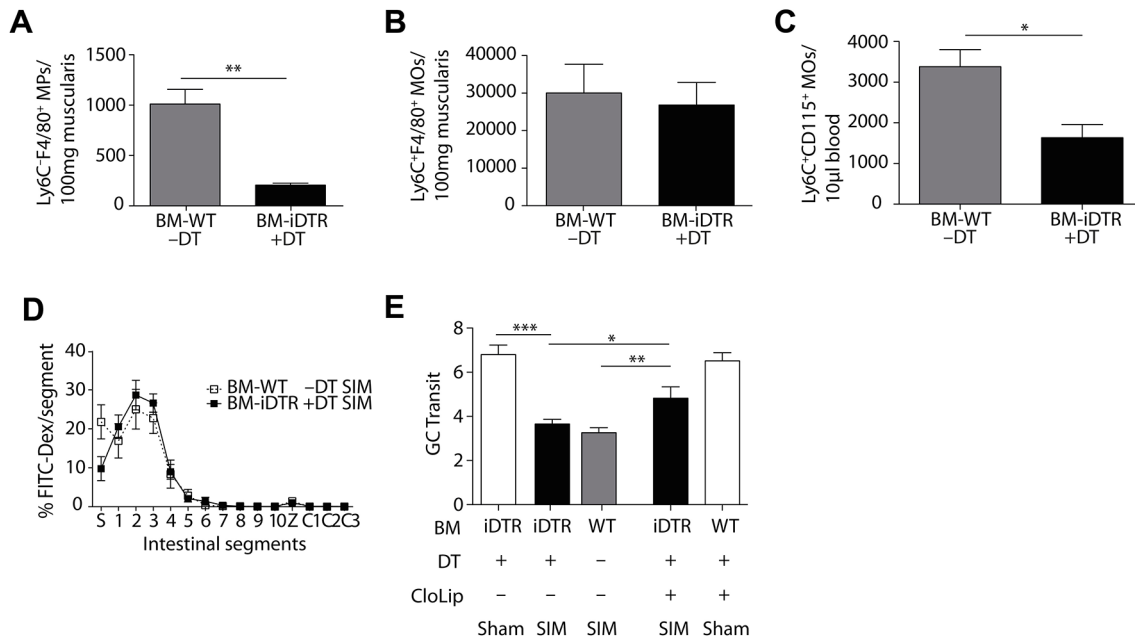 A
Ly6C⁻F4/80⁺ MPs/
100mg muscularis
1500
1000
500
0
**
BM-WT
–DT
BM-iDTR
+DT
B
Ly6C⁺F4/80⁺ MOs/
100mg muscularis
40000
30000
20000
10000
0
BM-WT
–DT
BM-iDTR
+DT
C
Ly6C⁺CD115⁺ MOs/
10μl blood
4000
3000
2000
1000
0
*
BM-WT
–DT
BM-iDTR
+DT
D
% FITC-Dex/segment
40
30
20
10
0
BM-WT –DT SIM
BM-iDTR +DT SIM
S 1 2 3 4 5 6 7 8 9 10Z C1C2C3
Intestinal segments
E
GC Transit
8
6
4
2
0
***
*
**
BM iDTR iDTR WT iDTR WT
DT + + – + +
CloLip – – – + +
Sham SIM SIM SIM Sham